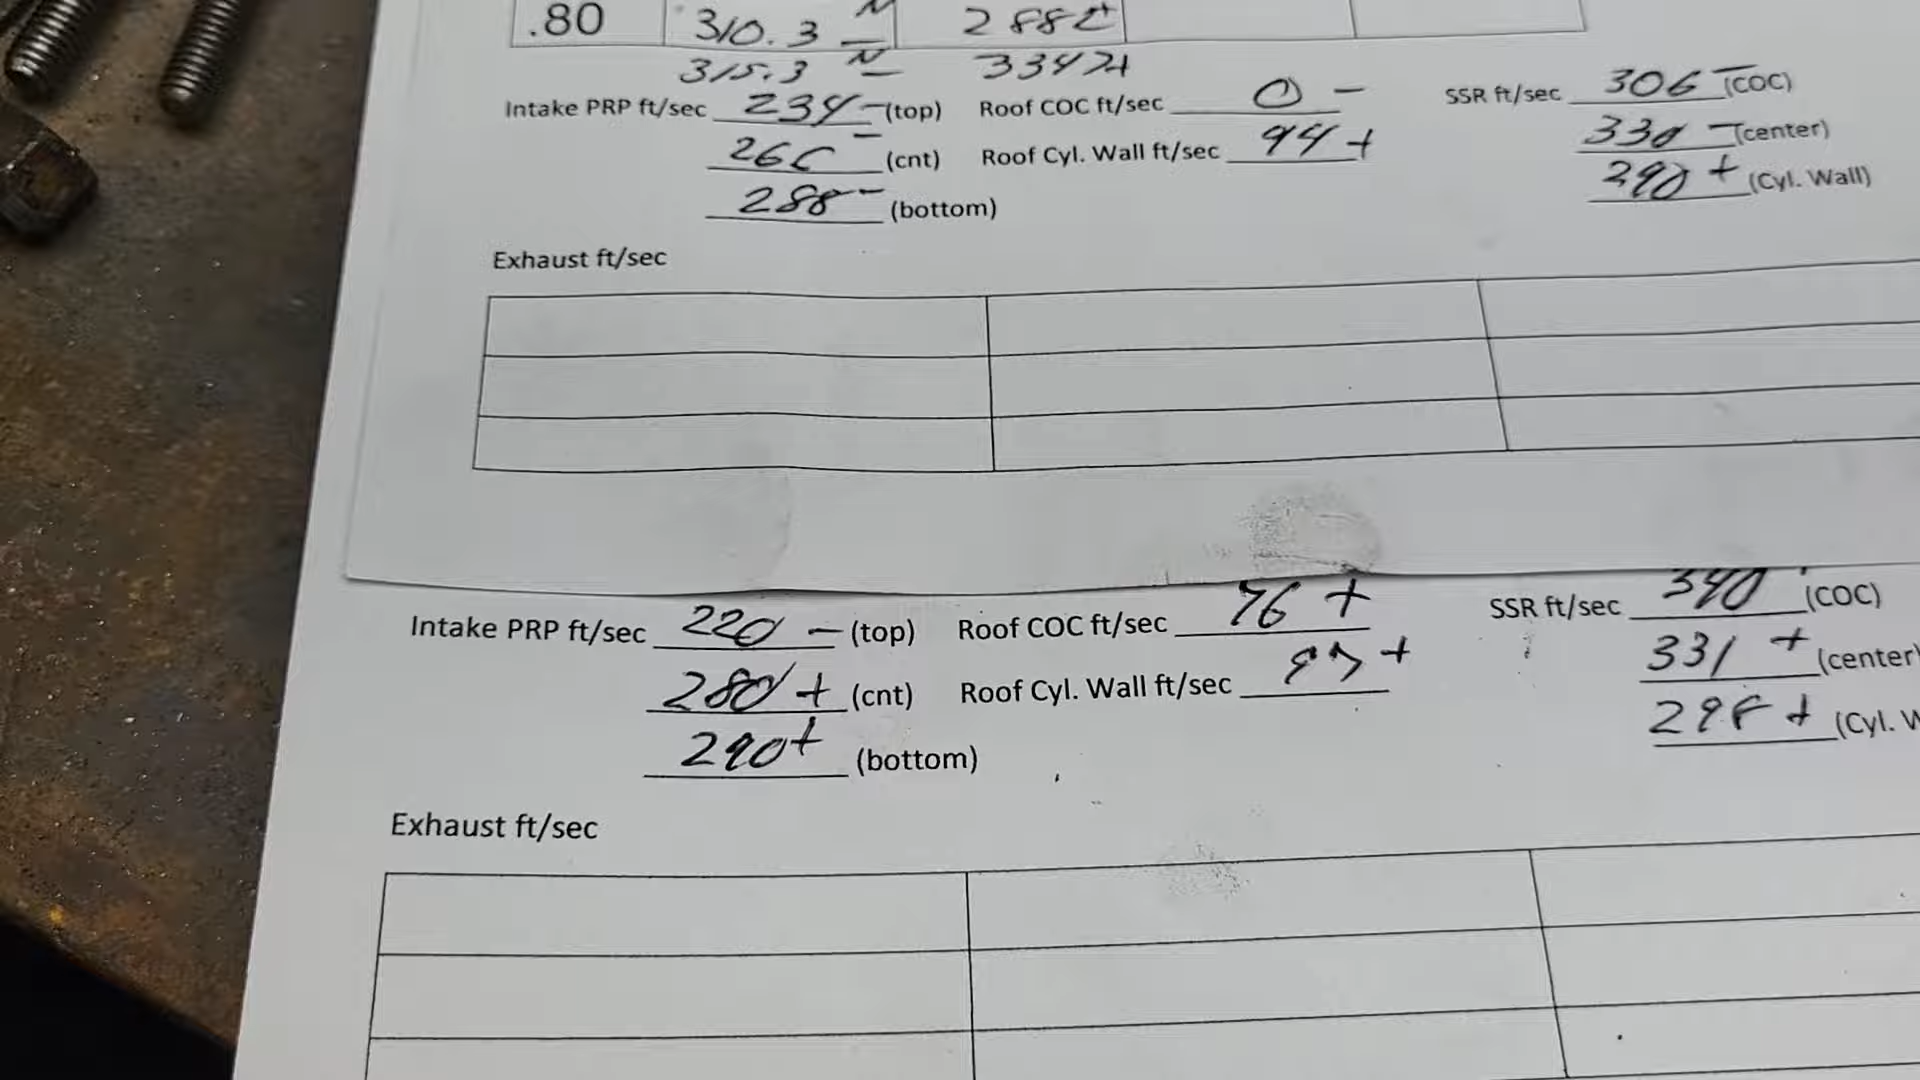 .80 310.3 N 288
315.3 N 334
Intake PRP ft/sec 234 - (top) Roof COC ft/sec 0 - SSR ft/sec 306 - (COC)
(cnt) Roof Cyl. Wall ft/sec 94 + 330 - (center)
288 - (bottom) 290 + (Cyl. Wall)
Exhaust ft/sec
Intake PRP ft/sec 220 - (top) Roof COC ft/sec 76 + SSR ft/sec 340 (COC)
280 + (cnt) Roof Cyl. Wall ft/sec + 331 + (center)
290 + (bottom) + (Cyl. W
Exhaust ft/sec